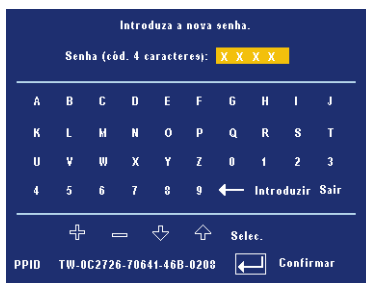 Introduza a nova senha.
Senha (cód. 4 caracteres): X X X X
A B C D E F G H I J
K L M N O P Q R S T
U V W X Y Z 0 1 2 3
4 5 6 7 8 9 ← Introduzir Sair
Selec.
PPID TW-0C2726-70641-46B-0208 Confirmar